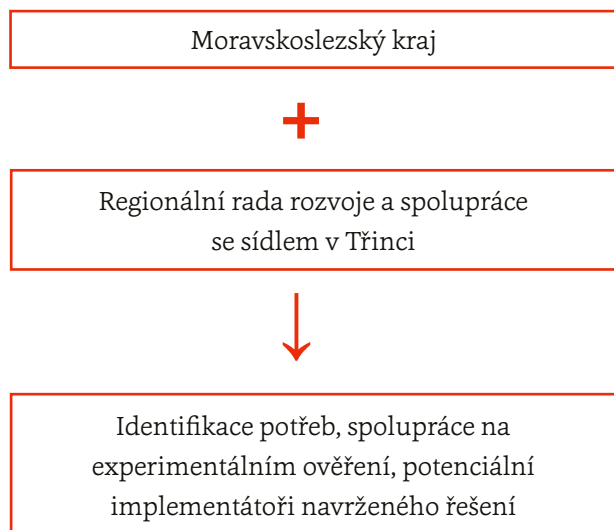 Moravskoslezský kraj
+
Regionální rada rozvoje a spolupráce
se sídlem v Třinci
Identifikace potřeb, spolupráce na
experimentálním ověření, potenciální
implementátoři navrženého řešení